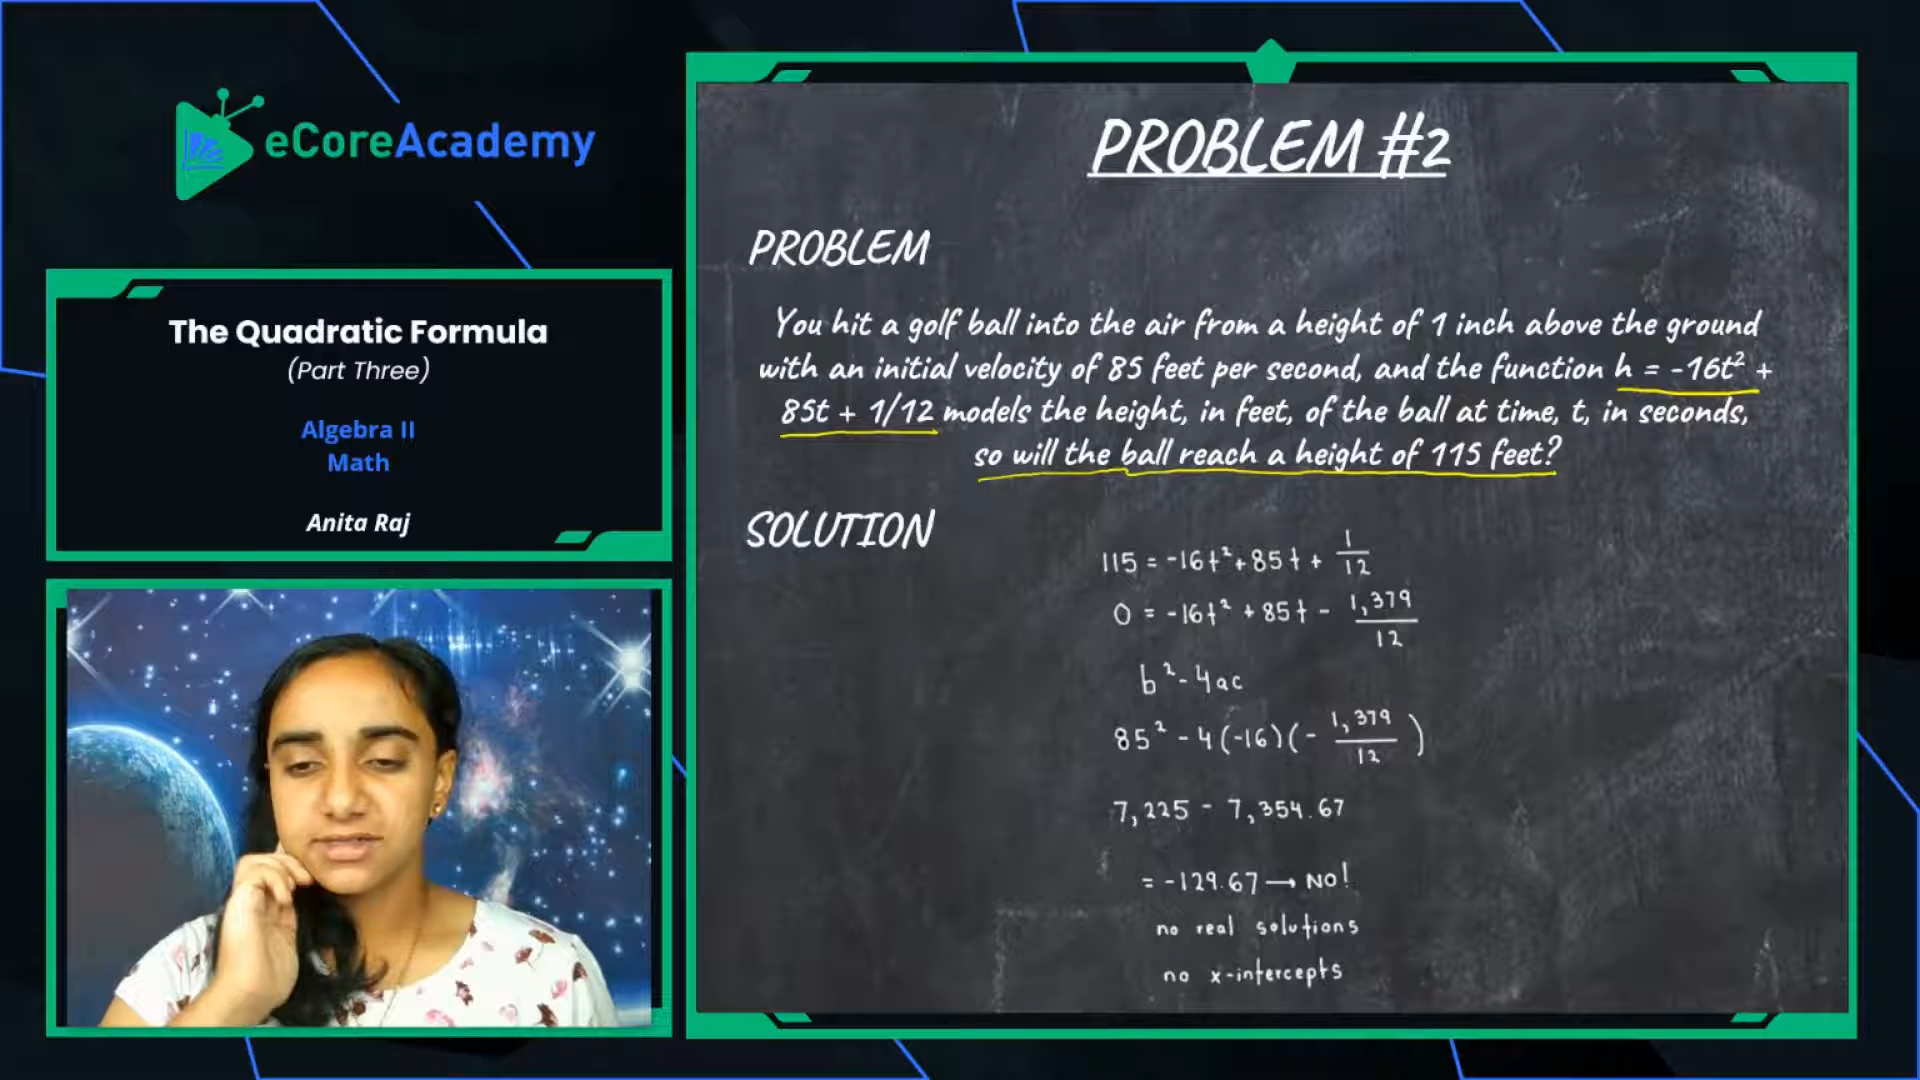 eCoreAcademy
The Quadratic Formula
(Part Three)
Algebra II
Math
Anita Raj
PROBLEM #2
PROBLEM
You hit a golf ball into the air from a height of 1 inch above the ground
with an initial velocity of 85 feet per second, and the function h = -16t² +
85t + 1/12 models the height, in feet, of the ball at time, t, in seconds,
so will the ball reach a height of 115 feet?
SOLUTION
115 = -16t² + 85t + 1/12
0 = -16t² + 85t - 1,379/12
b² - 4ac
85² - 4(-16)(- 1,379/12)
7,225 - 7,354.67
= -129.67 → NO!
no real solutions
no x-intercepts